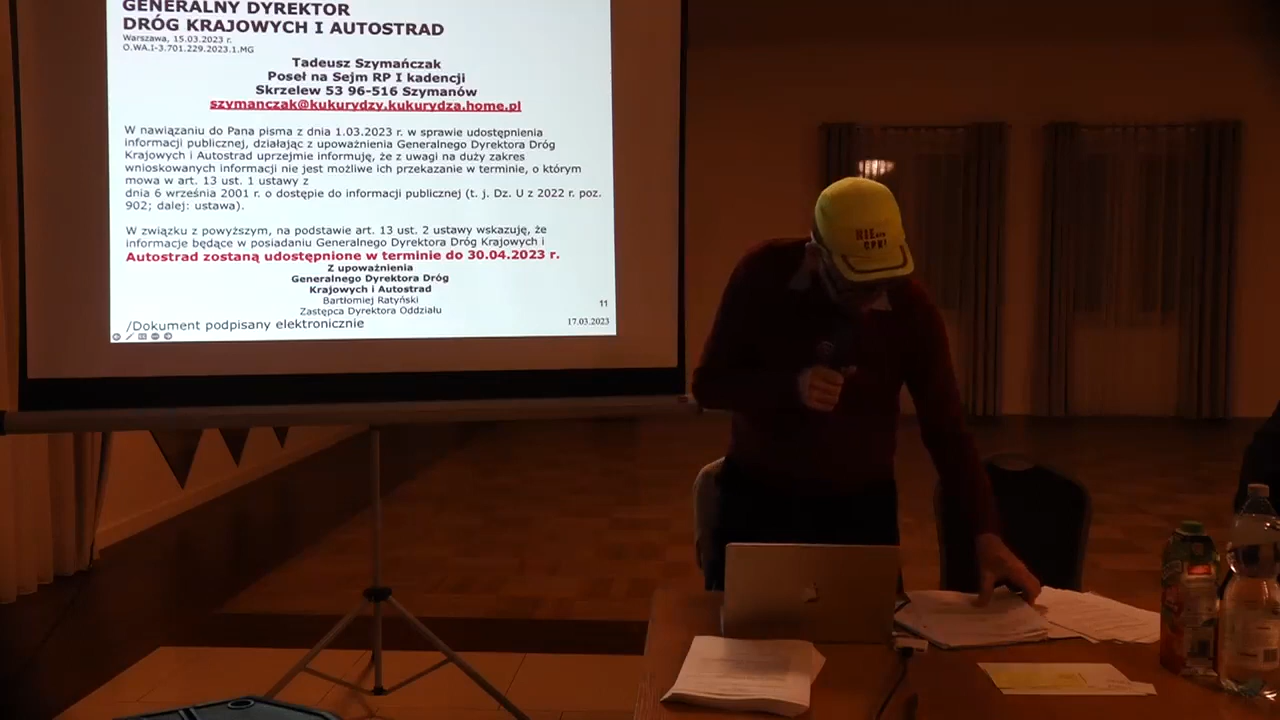 GENERALNY DYREKTOR
DRÓG KRAJOWYCH I AUTOSTRAD
Warszawa, 15.03.2023 r.
O.WA.I-3.701.229.2023.1.MG
Tadeusz Szymańczak
Poseł na Sejm RP I kadencji
Skrzelew 53 96-516 Szymanów
szymanczak@kukurydzy.kukurydza.home.pl
W nawiązaniu do Pana pisma z dnia 1.03.2023 r. w sprawie udostępnienia
informacji publicznej, działając z upoważnienia Generalnego Dyrektora Dróg
Krajowych i Autostrad uprzejmie informuję, że z uwagi na duży zakres
wnioskowanych informacji nie jest możliwe ich przekazanie w terminie, o którym
mowa w art. 13 ust. 1 ustawy z
dnia 6 września 2001 r. o dostępie do informacji publicznej (t. j. Dz. U z 2022 r. poz.
902; dalej: ustawa).
W związku z powyższym, na podstawie art. 13 ust. 2 ustawy wskazuję, że
informacje będące w posiadaniu Generalnego Dyrektora Dróg Krajowych i
Autostrad zostaną udostępnione w terminie do 30.04.2023 r.
Z upoważnienia
Generalnego Dyrektora Dróg
Krajowych i Autostrad
Bartłomiej Ratyński
Zastępca Dyrektora Oddziału
/Dokument podpisany elektronicznie
11
17.03.2023
NIE
CPK!